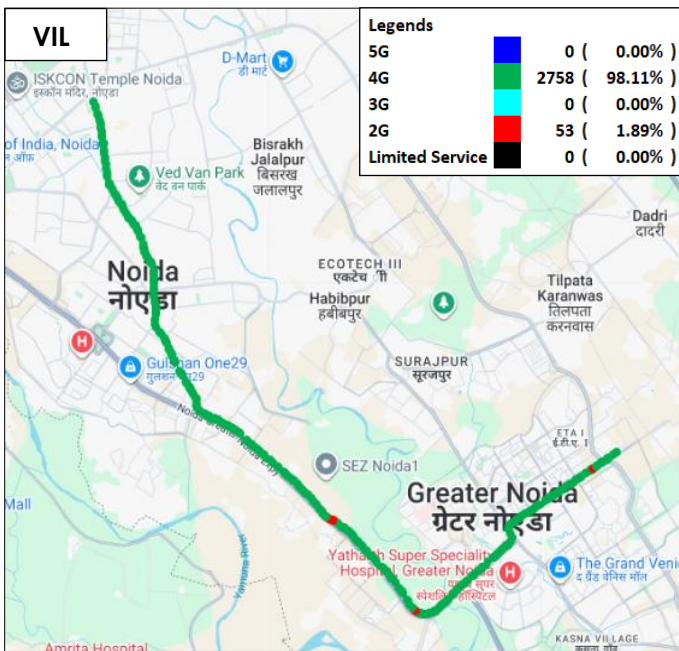 VIL
Legends
5G 0 ( 0.00% )
4G 2758 ( 98.11% )
3G 0 ( 0.00% )
2G 53 ( 1.89% )
Limited Service 0 ( 0.00% )
D-Mart
डी मार्ट
ISKCON Temple Noida
इस्कॉन मंदिर, नोएडा
of India, Noida
Bisrakh
Jalalpur
बिसरख
जलालपुर
Ved Van Park
वेद वन पार्क
Dadri
दादरी
ECOTECH III
Noida
नोएडा
Habibpur
हबीबपुर
Tilpata
Karanwas
तिलपता
करनवास
Gulshan One29
SURAJPUR
सूरजपुर
Noida-Greater Noida Expy
ETA I
ई.टी.ए. I
SEZ Noida1
Mall
Greater Noida
ग्रेटर नोएडा
Yatharth Super Speciality
Hospital, Greater Noida
The Grand Venic
द ग्रैंड वेनिस मॉल
Yamuna River
KASNA VILLAGE
Amrita Hospital